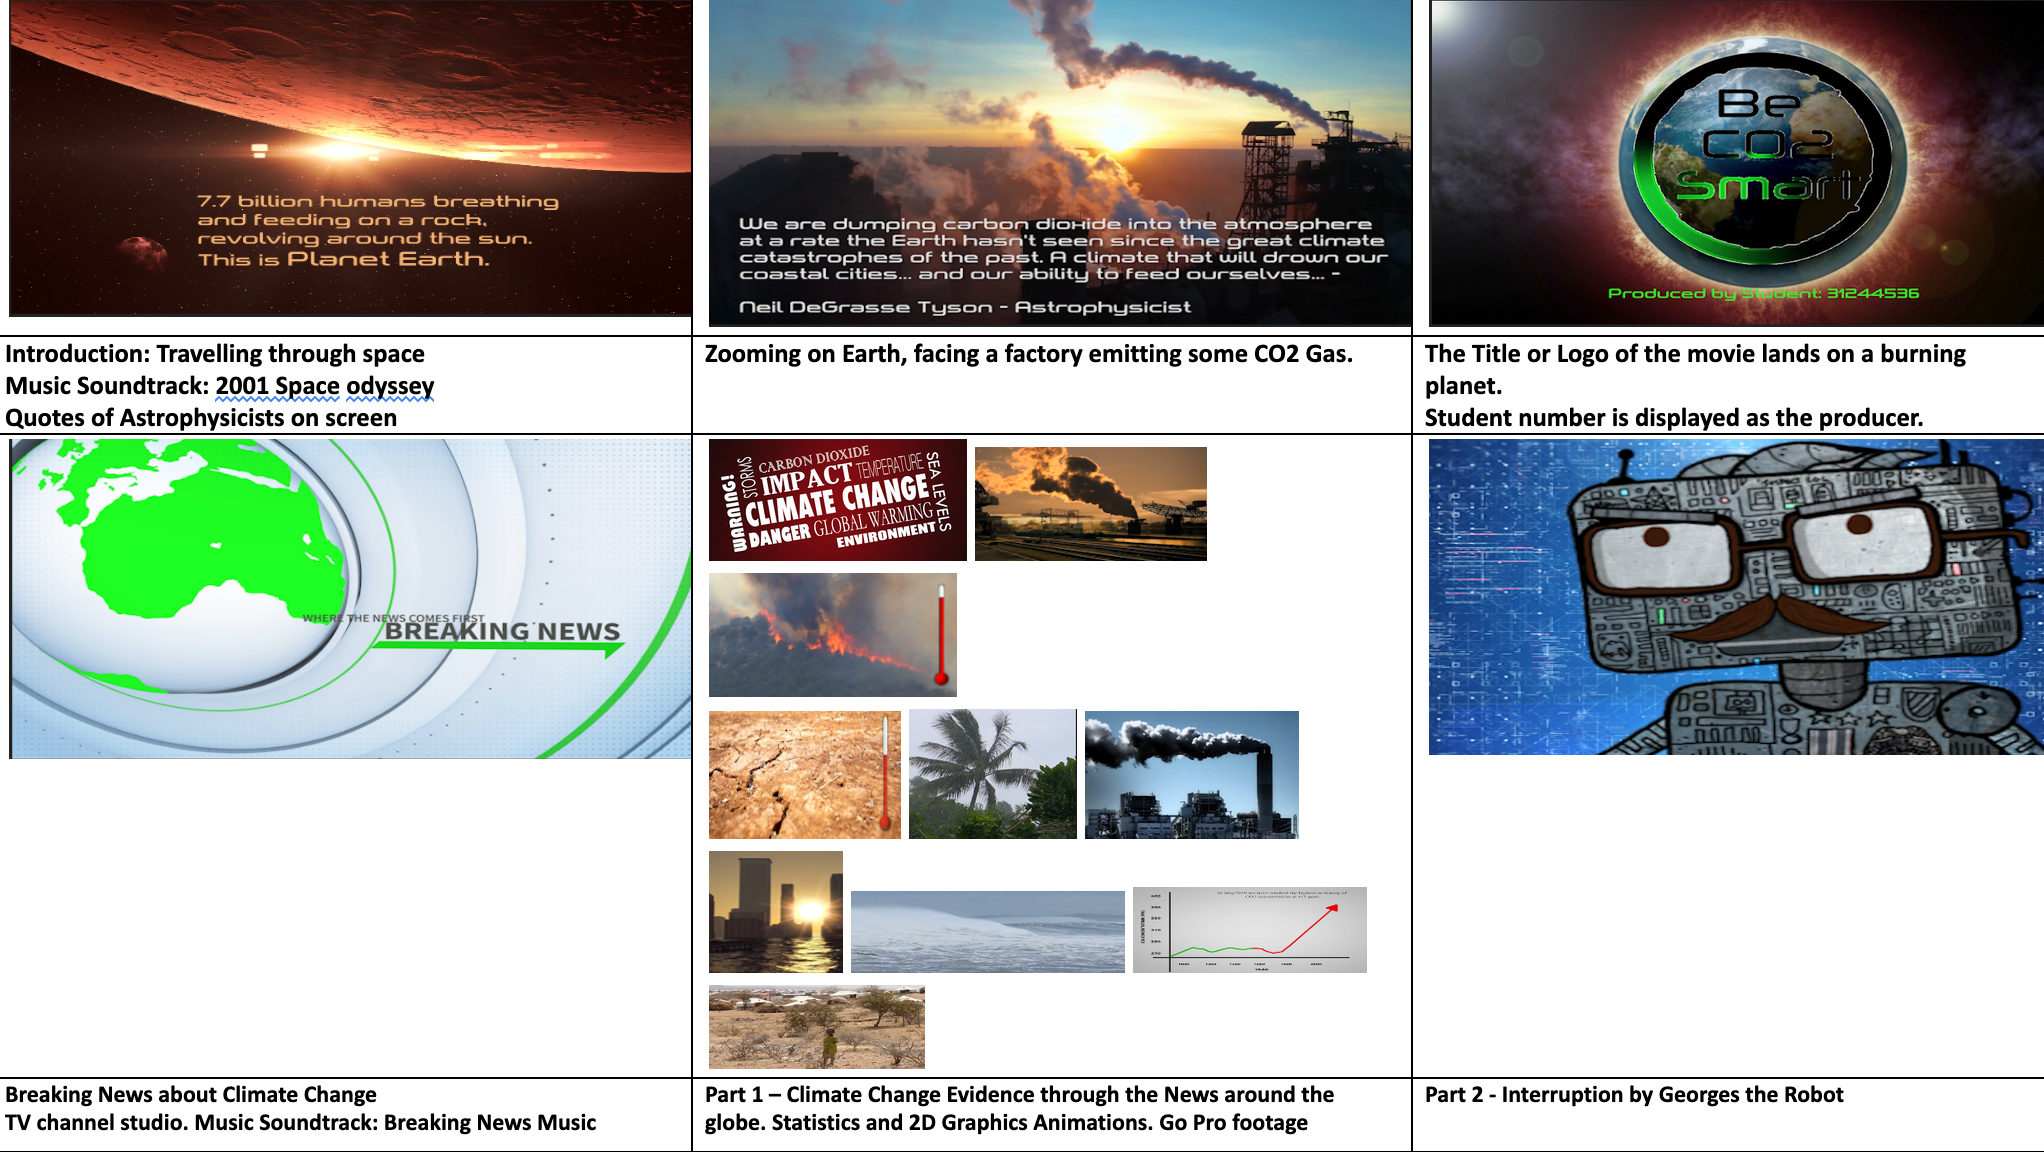 7.7 billion humans breathing
and feeding on a rock,
revolving around the sun.
This is Planet Earth.
We are dumping carbon dioxide into the atmosphere
at a rate the Earth hasn't seen since the great climate
catastrophes of the past. A climate that will drown our
coastal cities... and our ability to feed ourselves... -
Neil DeGrasse Tyson - Astrophysicist
Be
CO2
Smart
Produced by Student: 31244536
Introduction: Travelling through space
Music Soundtrack: 2001 Space odyssey
Quotes of Astrophysicists on screen
Zooming on Earth, facing a factory emitting some CO2 Gas.
The Title or Logo of the movie lands on a burning
planet.
Student number is displayed as the producer.
WHERE THE NEWS COMES FIRST
BREAKING NEWS
WARNING!
STORMS
CARBON DIOXIDE
IMPACT TEMPERATURE
CLIMATE CHANGE
DANGER GLOBAL WARMING
ENVIRONMENT
SEA LEVELS
YEAR
Breaking News about Climate Change
TV channel studio. Music Soundtrack: Breaking News Music
Part 1 – Climate Change Evidence through the News around the
globe. Statistics and 2D Graphics Animations. Go Pro footage
Part 2 - Interruption by Georges the Robot